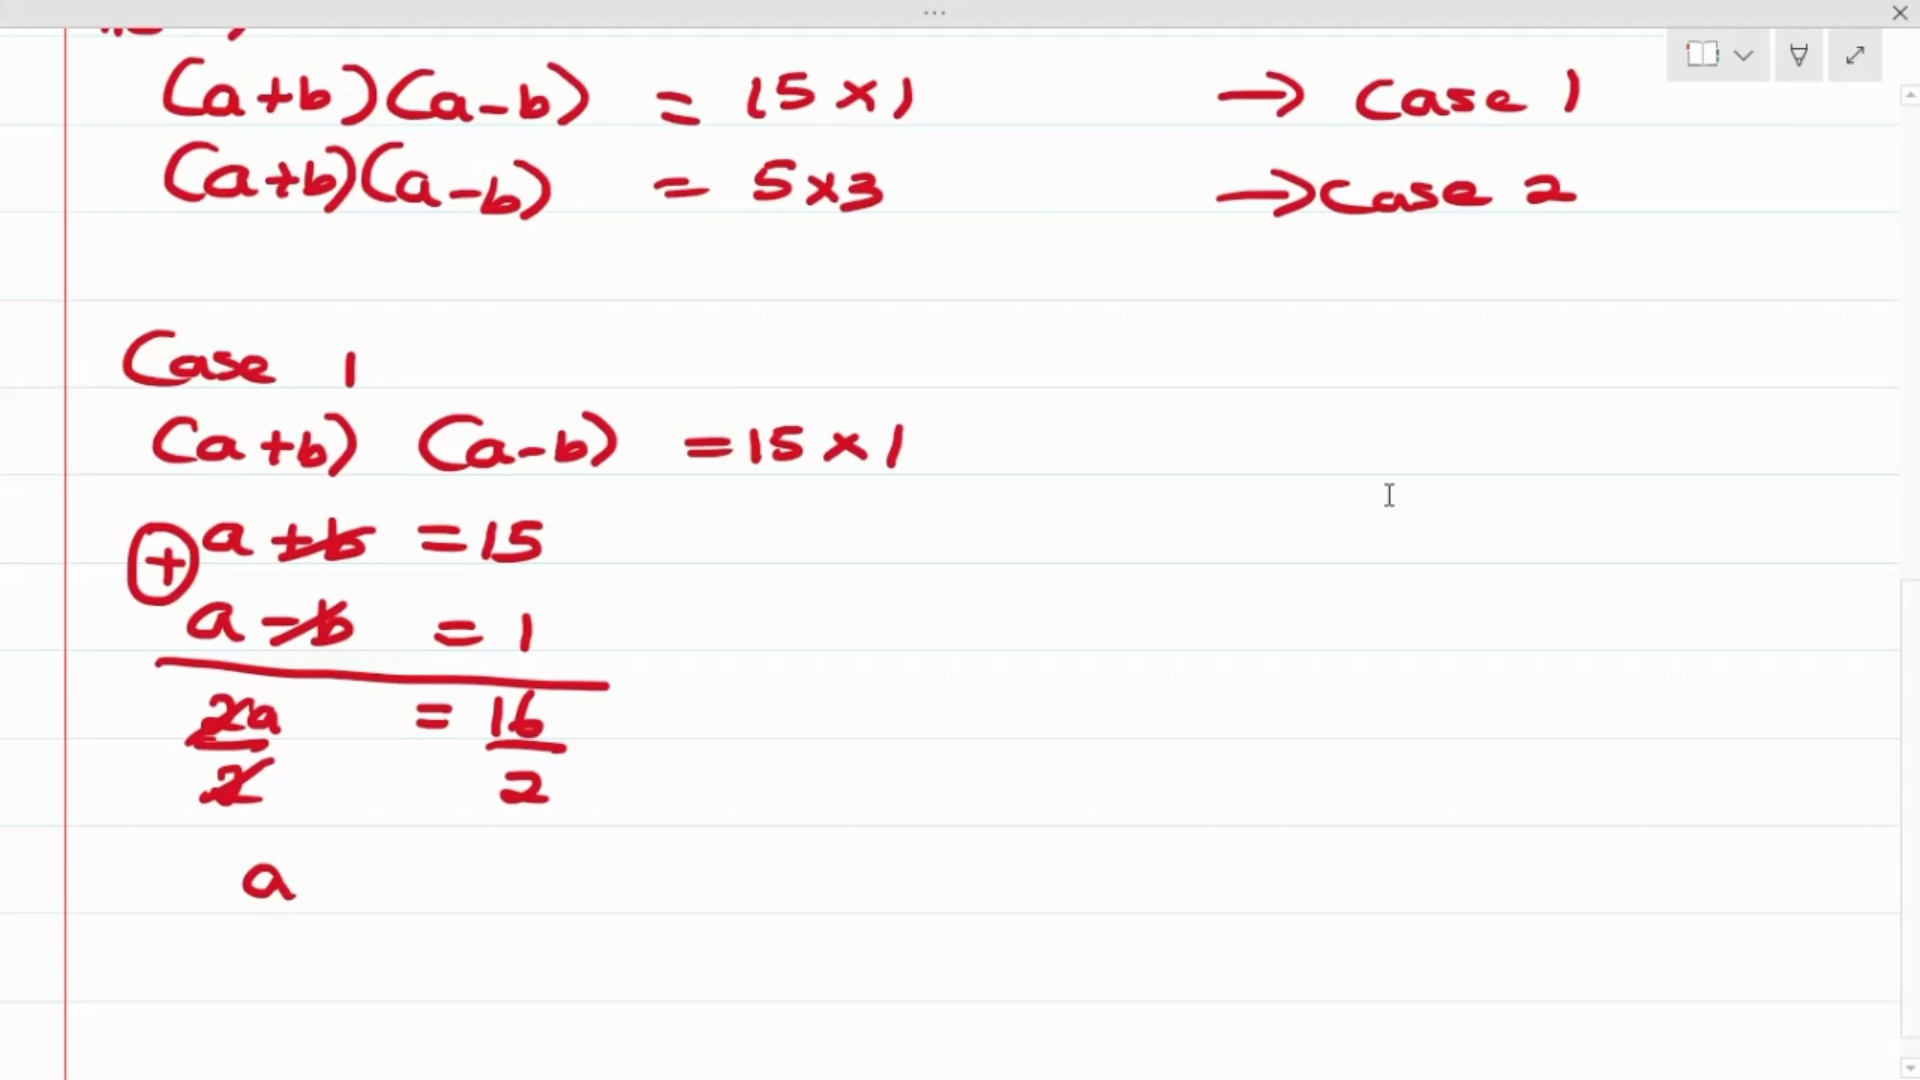 (a+b)(a-b) = 15 × 1 → Case 1
(a+b)(a-b) = 5×3 → Case 2
Case 1
(a+b) (a-b) = 15 × 1
+ a +b = 15
a -b = 1
2a = 16
2 2
a